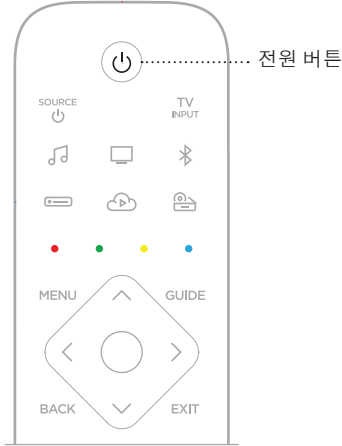 전원 버튼
SOURCE
TV
INPUT
MENU
GUIDE
BACK
EXIT